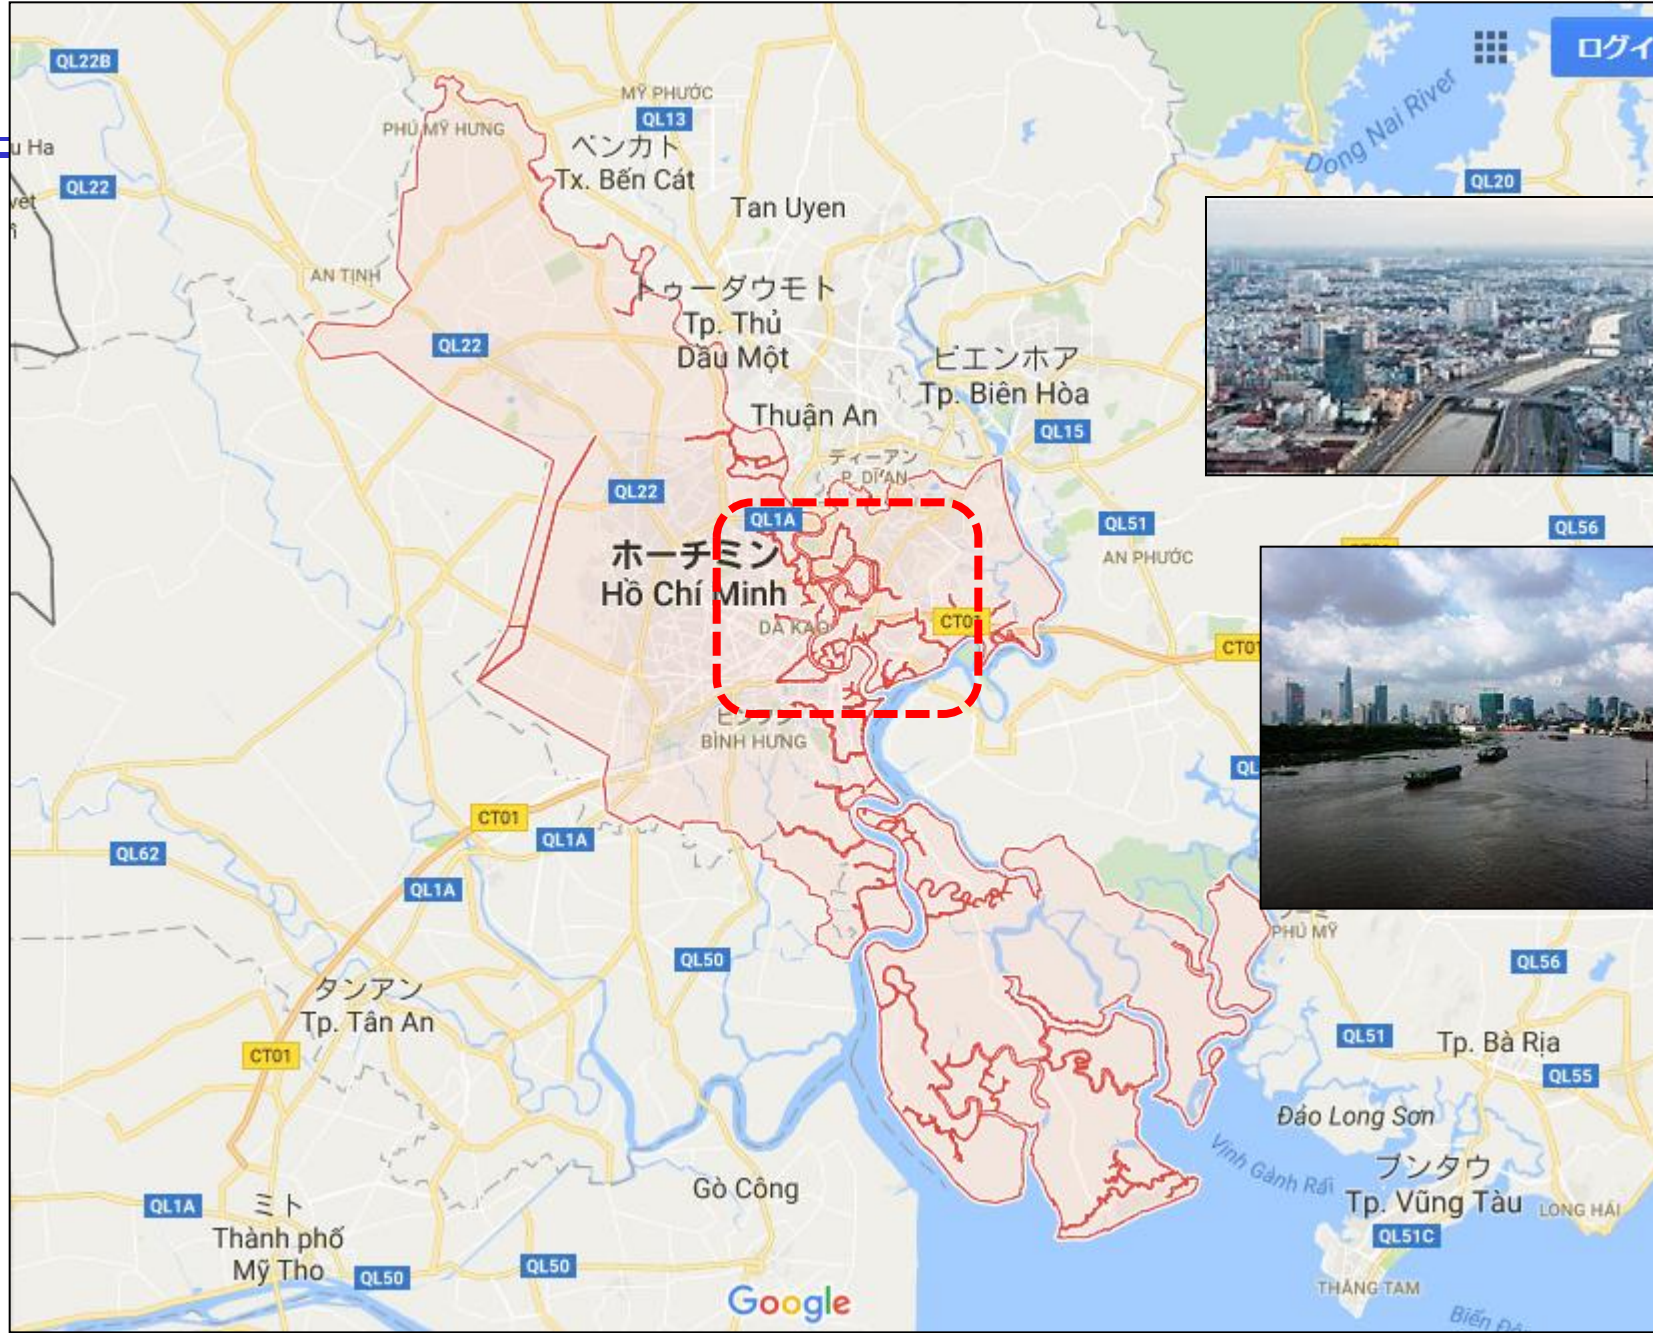 QL22B
ログイ
MỸ PHƯỚC
QL13
Dong Nai River
PHÚ MỸ HƯNG
u Ha
ベンカト
Tx. Bến Cát
QL22
QL20
Tan Uyen
AN TỊNH
トゥーダウモト
Tp. Thủ
Dầu Một
QL22
ビエンホア
Tp. Biên Hòa
Thuận An
QL15
ディーアン
P. DĨ AN
QL22
QL1A
QL51
QL56
ホーチミン
Hồ Chí Minh
AN PHƯỚC
ĐA KAO
CT01
CT01
BÌNH HƯNG
QL
CT01
QL1A
QL62
QL1A
PHÚ MỸ
QL50
QL56
タンアン
Tp. Tân An
QL51
Tp. Bà Rịa
CT01
QL55
Đảo Long Sơn
Vịnh Gành Rái
ブンタウ
Tp. Vũng Tàu
LONG HẢI
Gò Công
QL1A
ミト
Thành phố
Mỹ Tho
QL51C
QL50
QL50
THẮNG TAM
Google
Biển